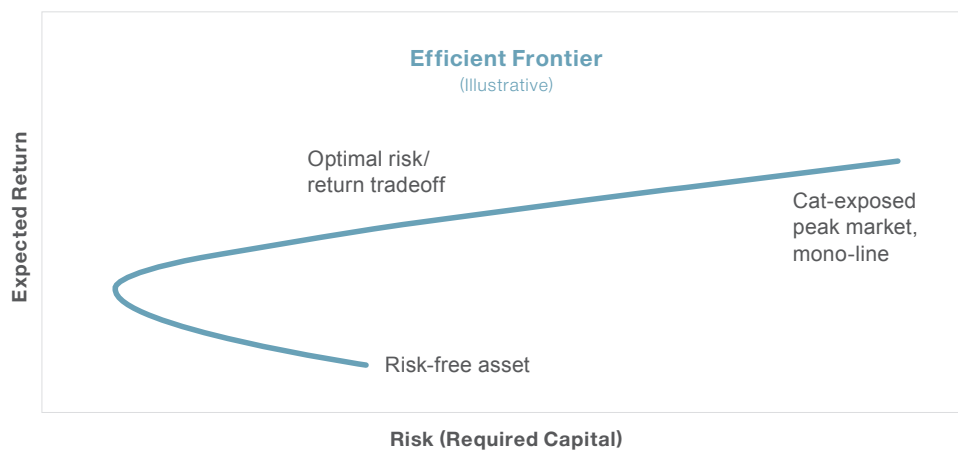 Efficient Frontier
(Illustrative)
Optimal risk/
return tradeoff
Cat-exposed
peak market,
mono-line
Expected Return
Risk-free asset
Risk (Required Capital)